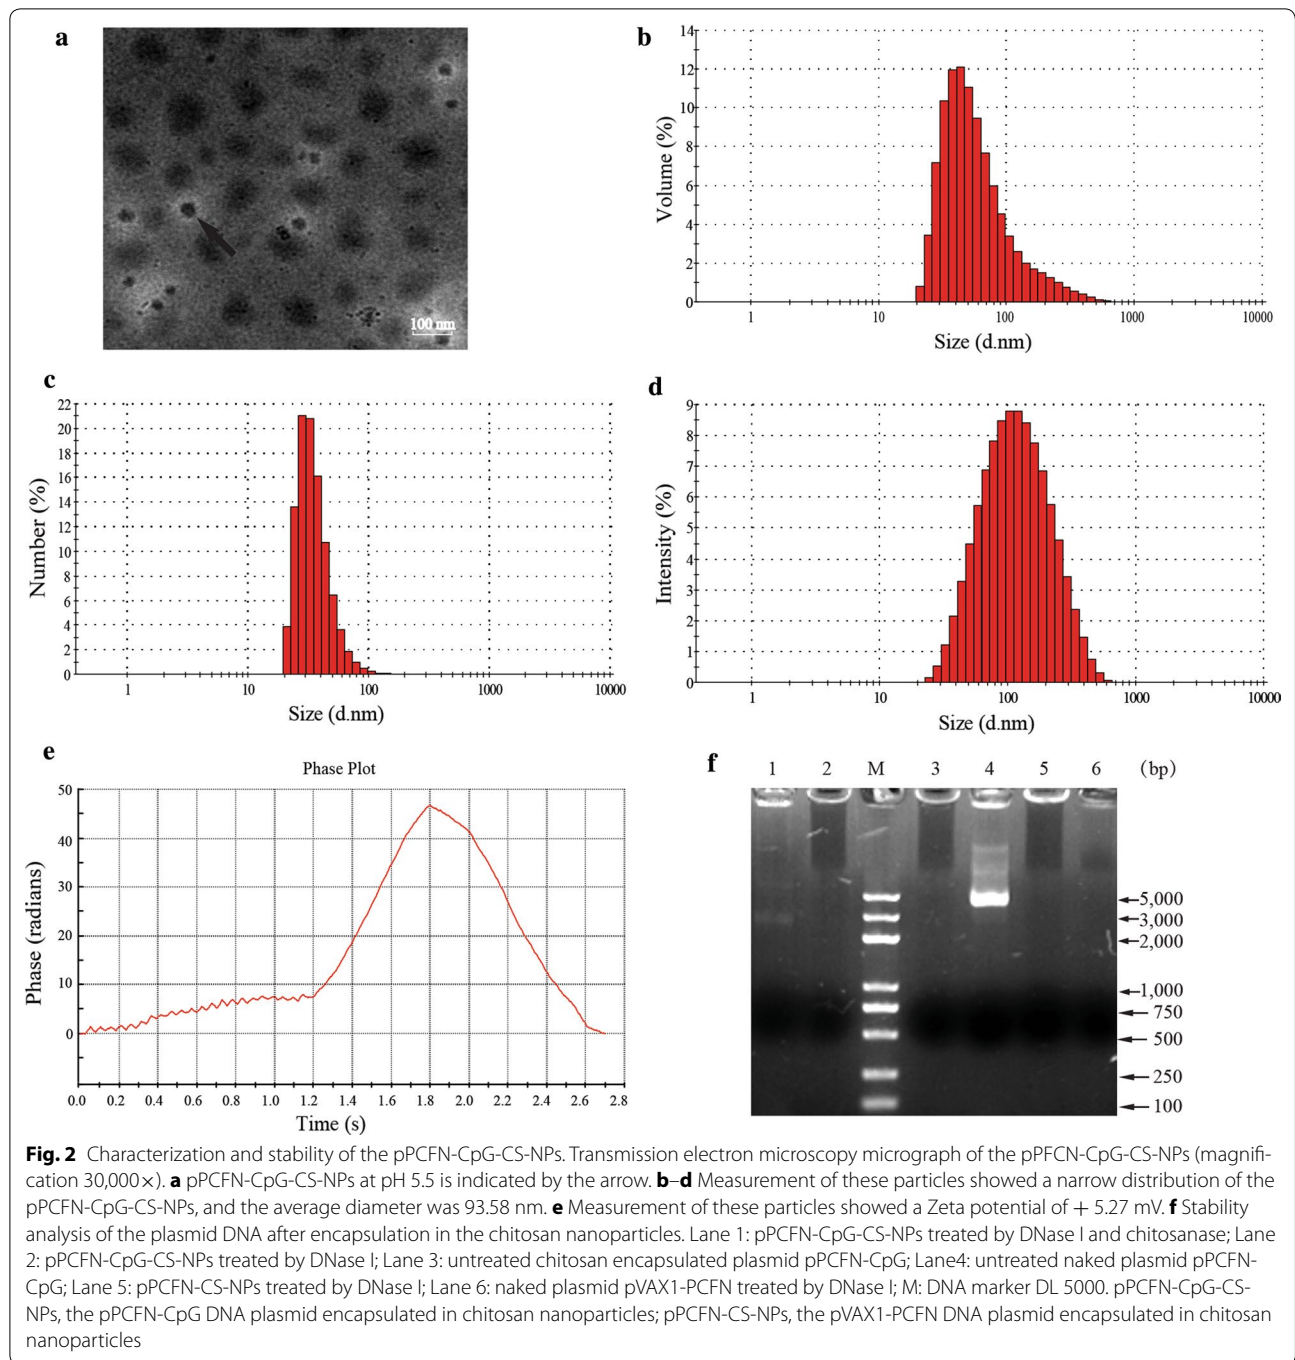 a
100 nm
b
14
12
10
8
6
4
2
0
Volume (%)
1 10 100 1000 10000
Size (d.nm)
c
22
20
18
16
14
12
10
8
6
4
2
0
Number (%)
1 10 100 1000 10000
Size (d.nm)
d
9
8
7
6
5
4
3
2
1
0
Intensity (%)
1 10 100 1000 10000
Size (d.nm)
e
Phase Plot
50
40
30
20
10
0
Phase (radians)
0.0 0.2 0.4 0.6 0.8 1.0 1.2 1.4 1.6 1.8 2.0 2.2 2.4 2.6 2.8
Time (s)
f
1 2 M 3 4 5 6 (bp)
5,000
3,000
2,000
1,000
750
500
250
100
Fig. 2 Characterization and stability of the pPCFN-CpG-CS-NPs. Transmission electron microscopy micrograph of the pPFCN-CpG-CS-NPs (magnifi-
cation 30,000×). a pPCFN-CpG-CS-NPs at pH 5.5 is indicated by the arrow. b–d Measurement of these particles showed a narrow distribution of the
pPCFN-CpG-CS-NPs, and the average diameter was 93.58 nm. e Measurement of these particles showed a Zeta potential of + 5.27 mV. f Stability
analysis of the plasmid DNA after encapsulation in the chitosan nanoparticles. Lane 1: pPCFN-CpG-CS-NPs treated by DNase I and chitosanase; Lane
2: pPCFN-CpG-CS-NPs treated by DNase I; Lane 3: untreated chitosan encapsulated plasmid pPCFN-CpG; Lane4: untreated naked plasmid pPCFN-
CpG; Lane 5: pPCFN-CS-NPs treated by DNase I; Lane 6: naked plasmid pVAX1-PCFN treated by DNase I; M: DNA marker DL 5000. pPCFN-CpG-CS-
NPs, the pPCFN-CpG DNA plasmid encapsulated in chitosan nanoparticles; pPCFN-CS-NPs, the pVAX1-PCFN DNA plasmid encapsulated in chitosan
nanoparticles